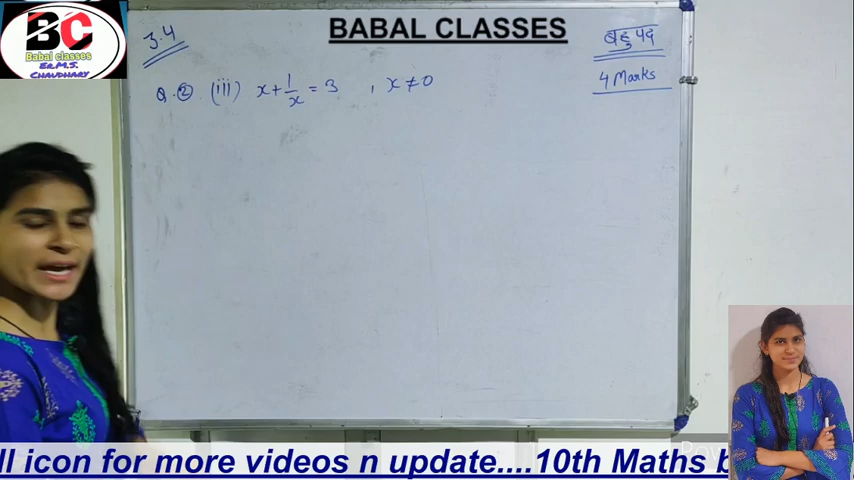 BC
Babal classes
Er.M.S.
CHAUDHARY
BABAL CLASSES
3.4
बहु पद
4 Marks
Q.② (iii) x + 1/x = 3 , x ≠ 0
ll icon for more videos n update....10th Maths b